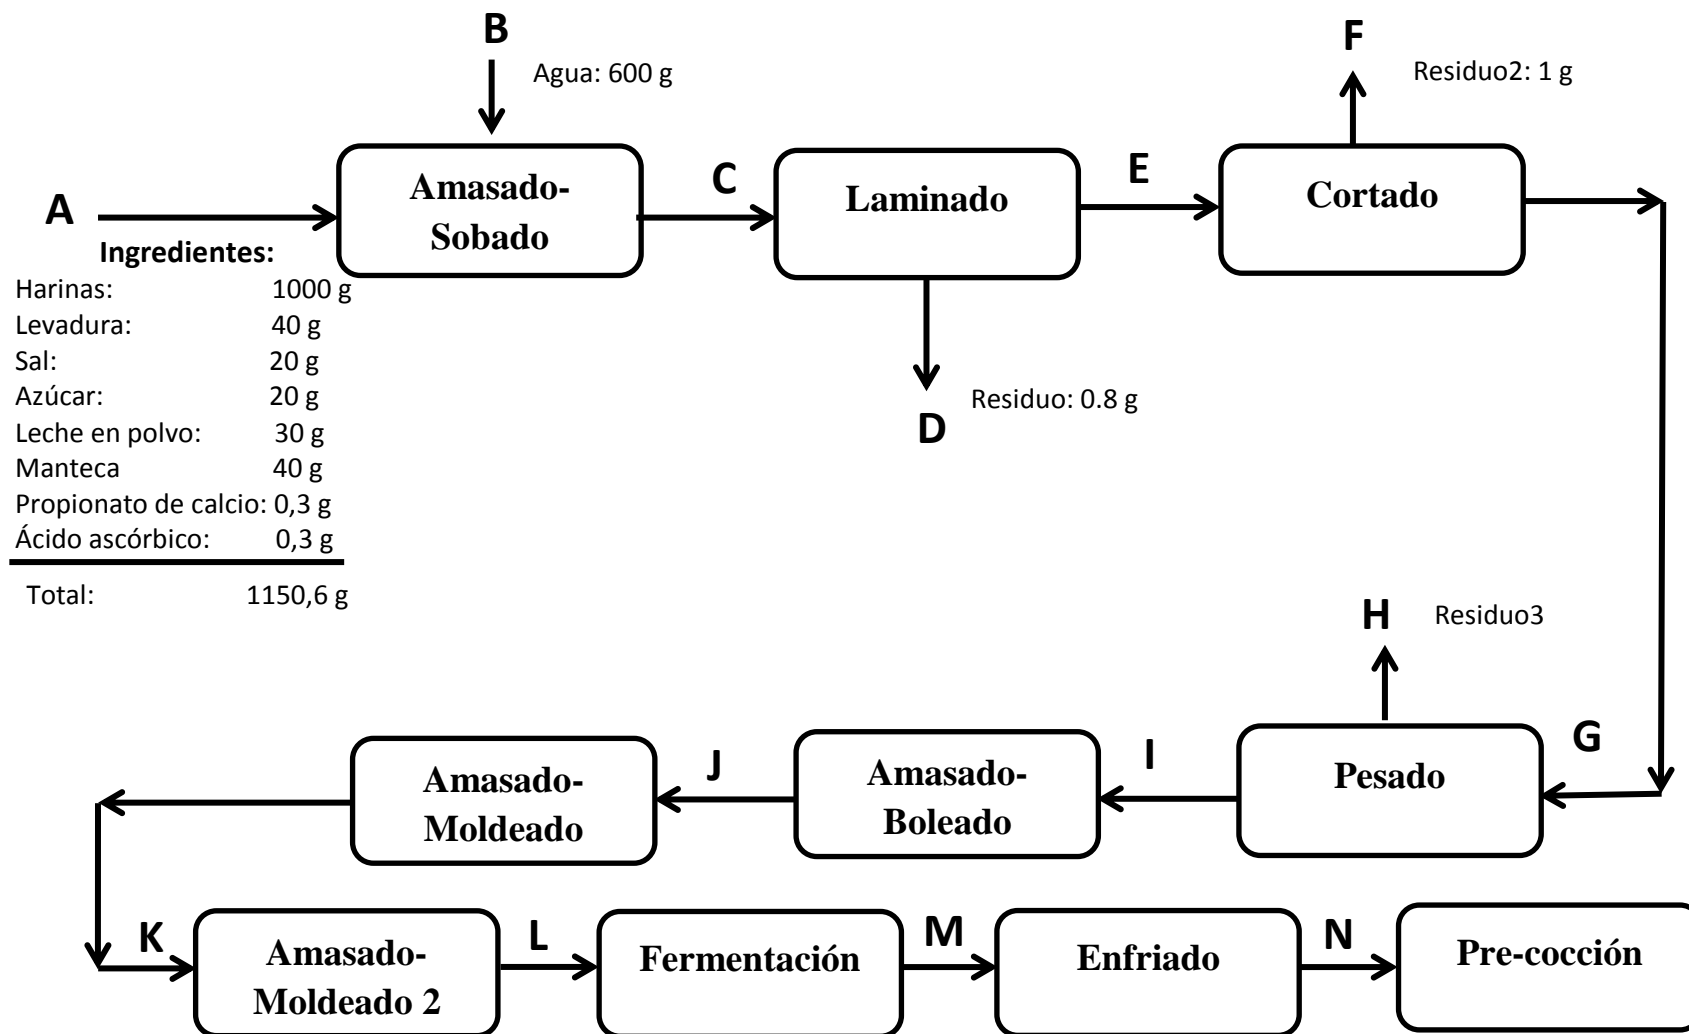 B
Agua: 600 g
F
Residuo2: 1 g
A
Amasado-
Sobado
C
Laminado
E
Cortado
Ingredientes:
Harinas: 1000 g
Levadura: 40 g
Sal: 20 g
Azúcar: 20 g
Leche en polvo: 30 g
Manteca 40 g
Propionato de calcio: 0,3 g
Ácido ascórbico: 0,3 g
Total: 1150,6 g
Residuo: 0.8 g
D
H
Residuo3
Amasado-
Moldeado
J
Amasado-
Boleado
I
Pesado
G
K
Amasado-
Moldeado 2
L
Fermentación
M
Enfriado
N
Pre-cocción